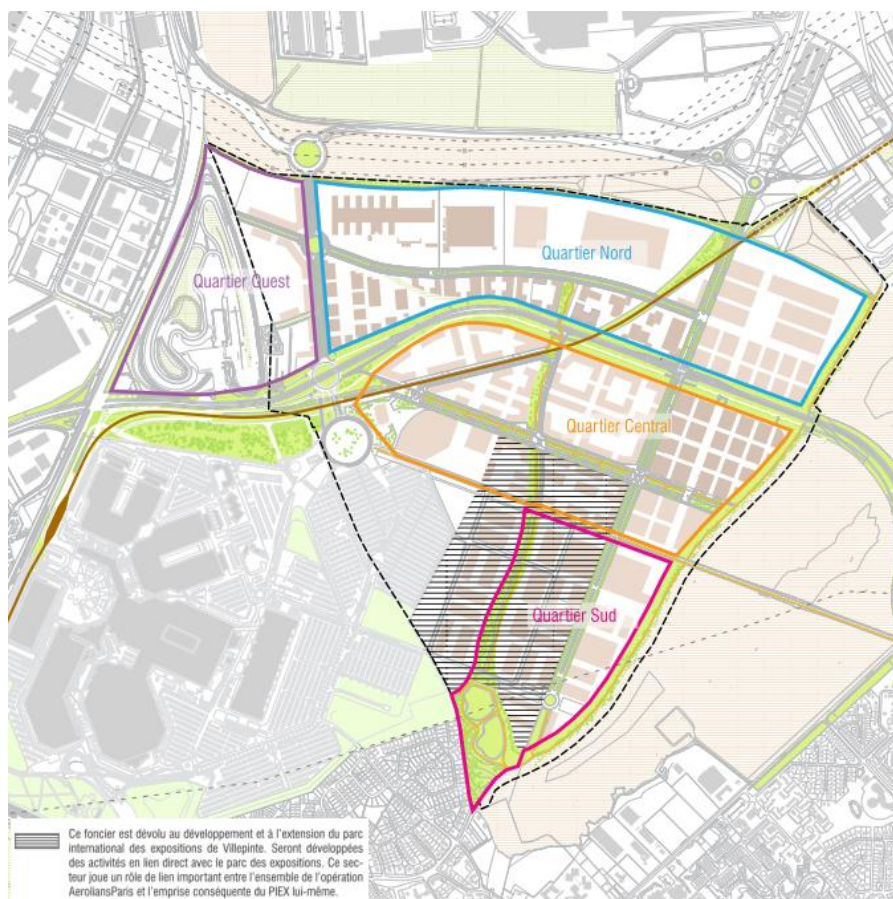 Quartier Nord
Quartier Ouest
Quartier Central
Quartier Sud
Ce foncier est dévolu au développement et à l'extension du parc
international des expositions de Villepinte. Seront développées
des activités en lien direct avec le parc des expositions. Ce sec-
teur joue un rôle de lien important entre l'ensemble de l'opération
AeroliansParis et l'emprise conséquente du PIEX lui-même.